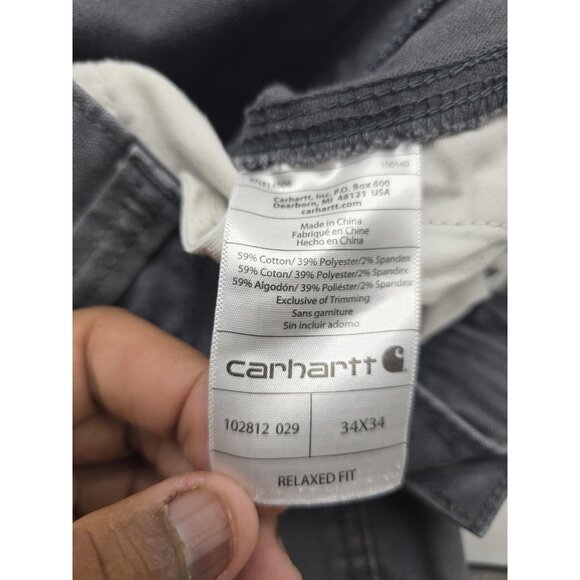 100540
Carhartt, Inc. P.O. Box 600
Dearborn, MI 48121 USA
carhartt.com
Made in China
Fabriqué en Chine
Hecho en China
59% Cotton/ 39% Polyester/2% Spandex
59% Coton/ 39% Polyester/2% Spandex
59% Algodón/ 39% Poliéster/2% Spandex
Exclusive of Trimming
Sans garniture
Sin incluir adorno
carhartt
102812 029
34X34
RELAXED FIT